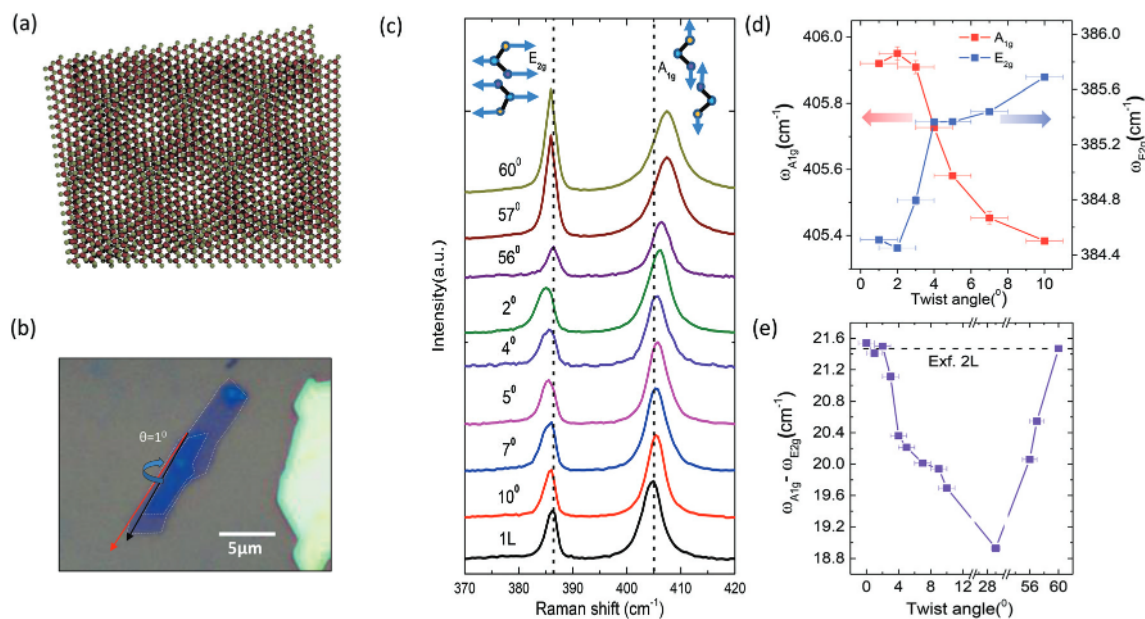 (a)
(b)
θ=1⁰
5μm
(c)
E2g
A1g
60⁰
57⁰
56⁰
2⁰
4⁰
5⁰
7⁰
10⁰
1L
Intensity(a.u.)
370 380 390 400 410 420
Raman shift (cm-1)
(d)
A1g
E2g
406.0
405.8
405.6
405.4
ωA1g(cm-1)
386.0
385.6
385.2
384.8
384.4
ωE2g(cm-1)
0 2 4 6 8 10
Twist angle(⁰)
(e)
21.6
21.0
20.4
19.8
19.2
18.8
Exf. 2L
ωA1g- ωE2g(cm-1)
0 4 8 12 28 56 60
Twist angle(⁰)